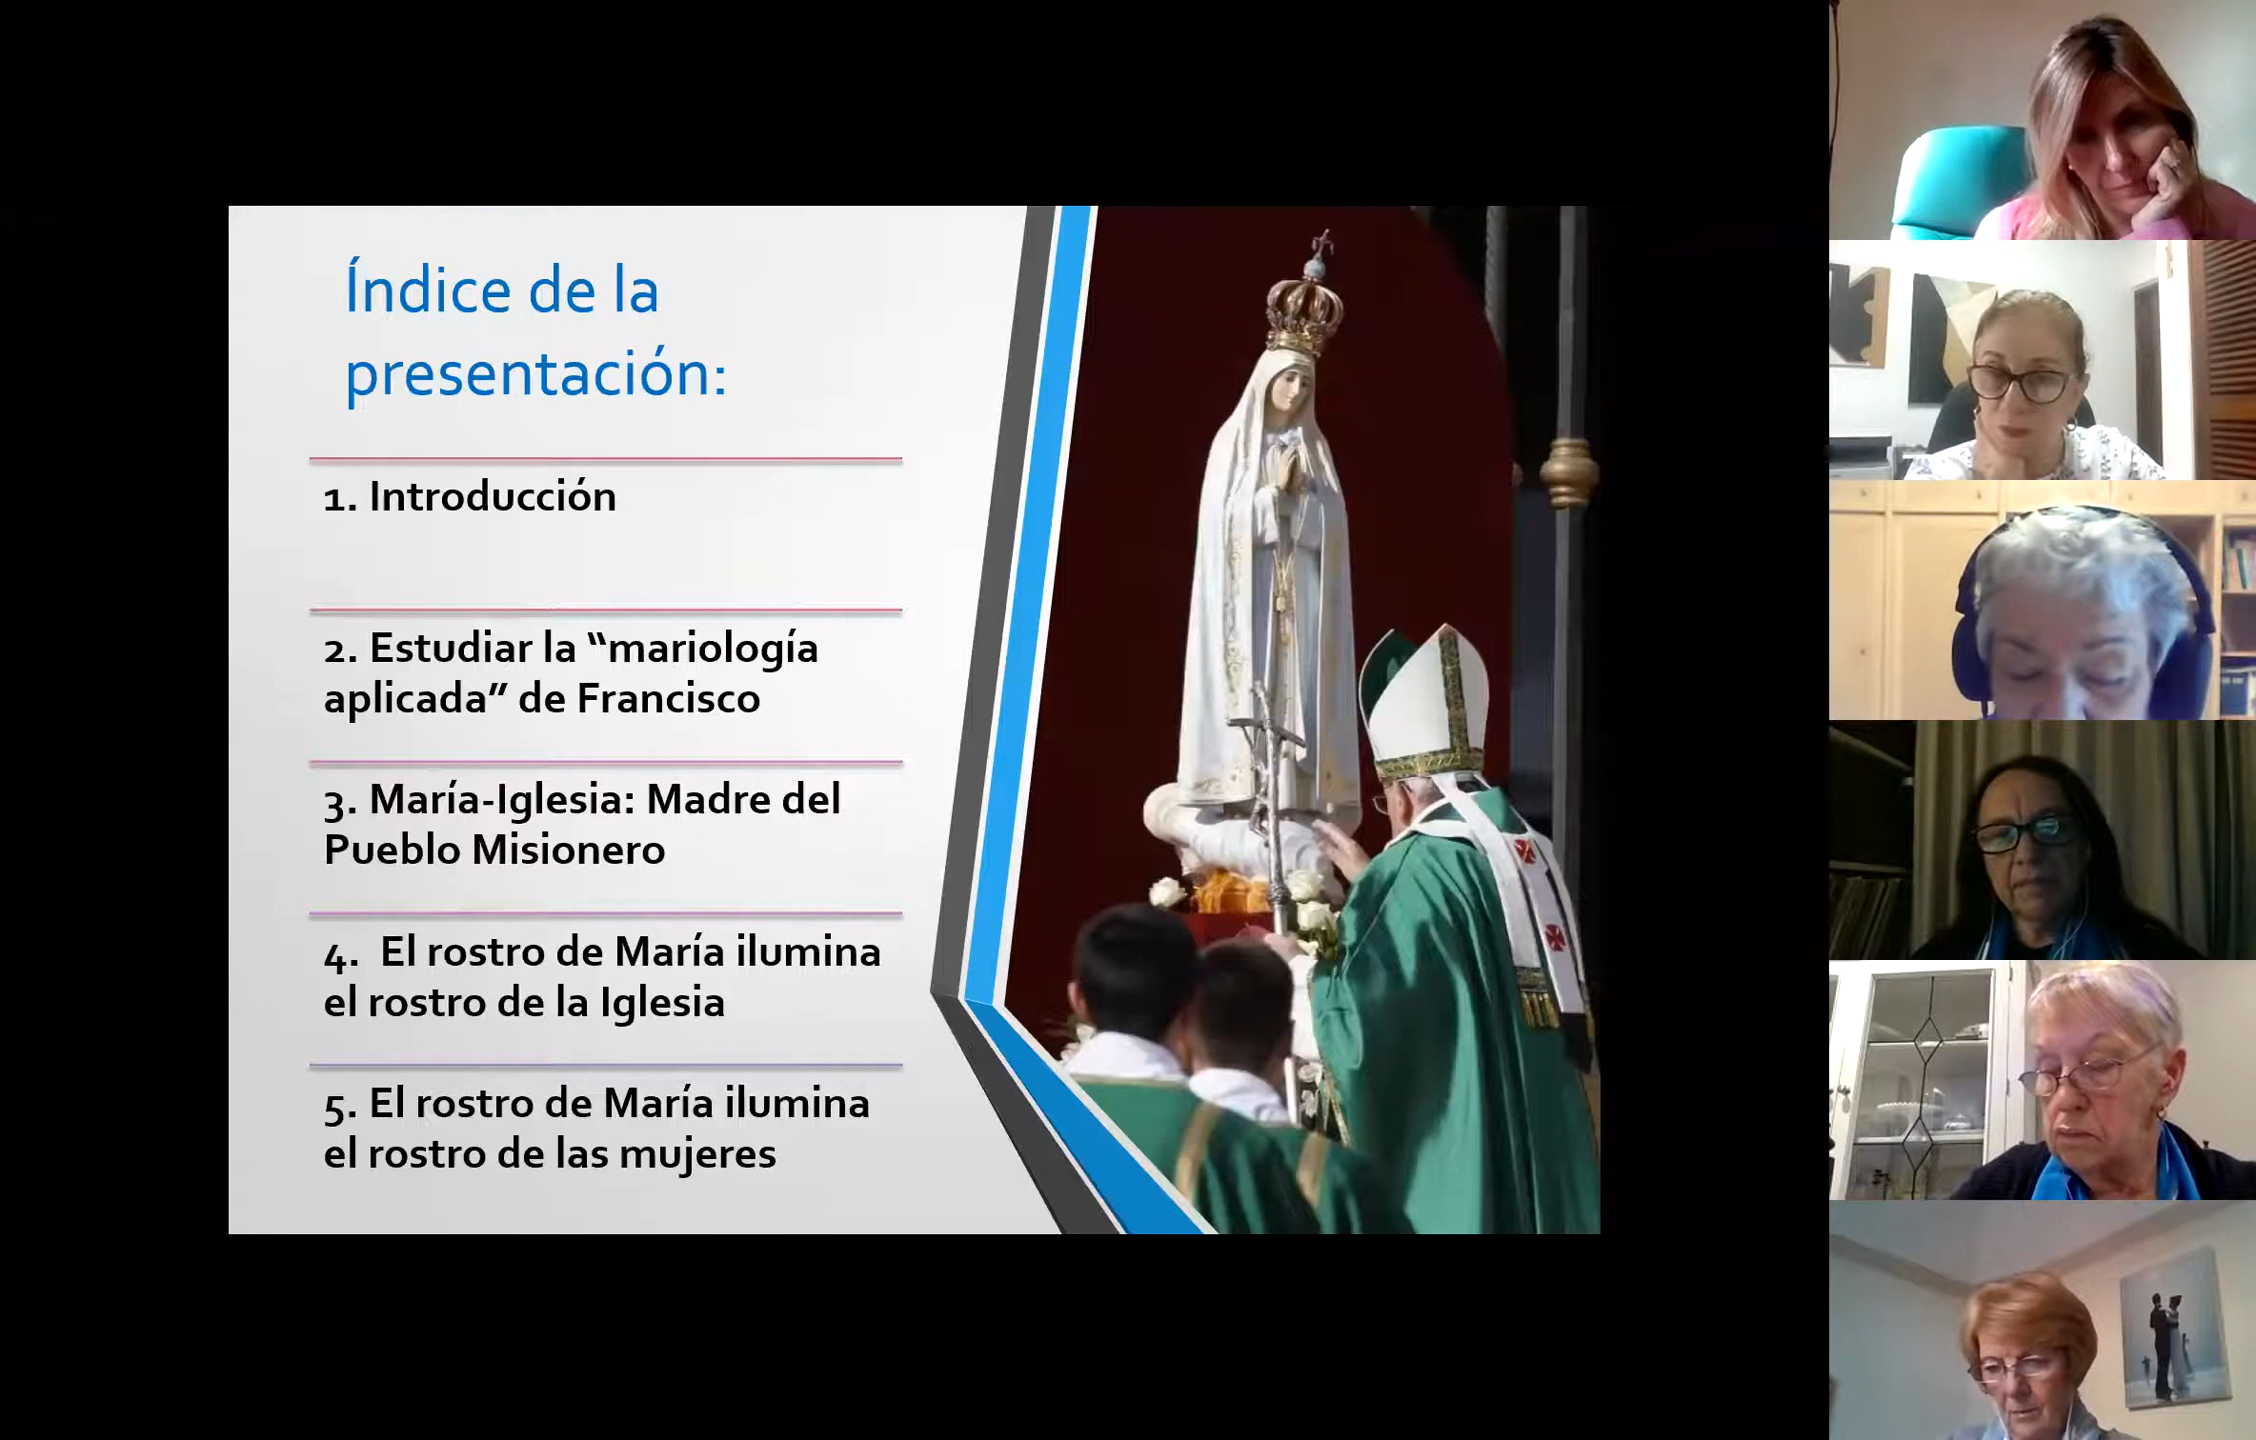 Índice de la
presentación:
1. Introducción
2. Estudiar la “mariología
aplicada” de Francisco
3. María-Iglesia: Madre del
Pueblo Misionero
4.  El rostro de María ilumina
el rostro de la Iglesia
5. El rostro de María ilumina
el rostro de las mujeres